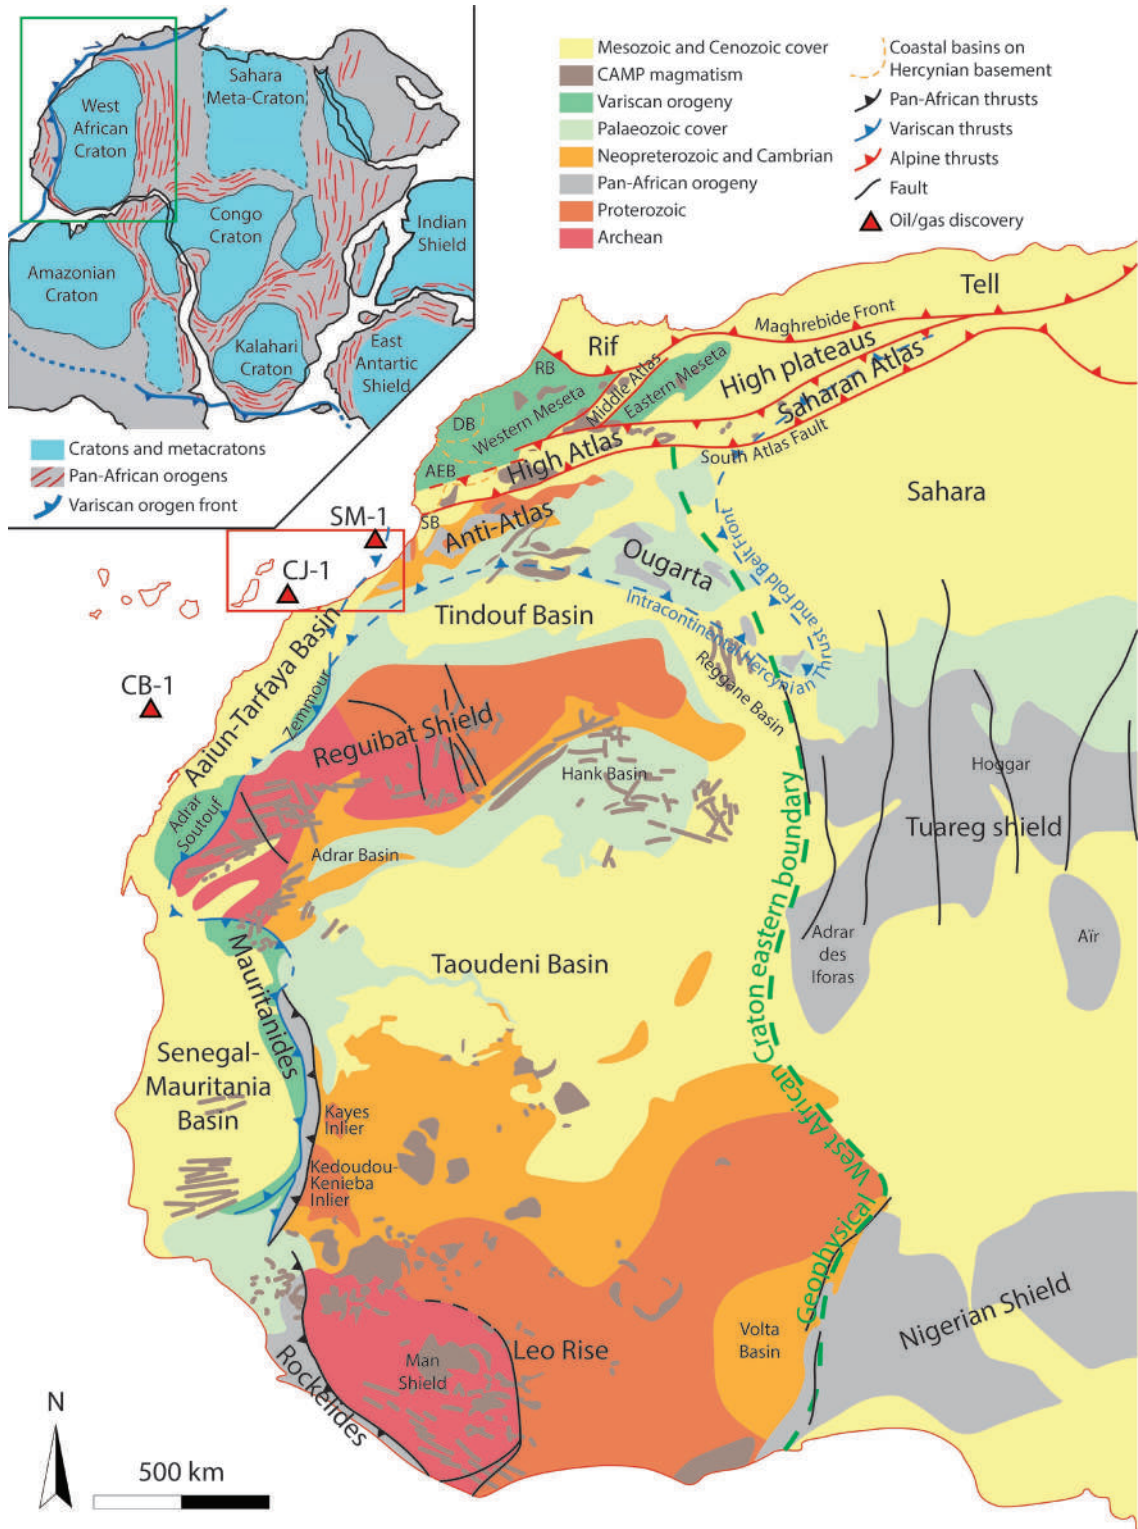 West
African
Craton
Sahara
Meta-Craton
Congo
Craton
Indian
Shield
Amazonian
Craton
Kalahari
Craton
East
Antartic
Shield
Cratons and metacratons
Pan-African orogens
Variscan orogen front
Mesozoic and Cenozoic cover
CAMP magmatism
Variscan orogeny
Palaeozoic cover
Neopreterozoic and Cambrian
Pan-African orogeny
Proterozoic
Archean
Coastal basins on
Hercynian basement
Pan-African thrusts
Variscan thrusts
Alpine thrusts
Fault
Oil/gas discovery
Tell
Maghrebide Front
Rif
High plateaus
RB
Middle Atlas
Eastern Meseta
Saharan Atlas
DB
Western Meseta
South Atlas Fault
AEB
High Atlas
Sahara
SB
Anti-Atlas
SM-1
CJ-1
Ougarta
Intracontinental Hercynian Thrust and Fold Belt Front
Tindouf Basin
Reggane Basin
CB-1
Aaiun-Tarfaya Basin
Zemmour
Reguibat Shield
Hank Basin
Hoggar
Adrar
Soutouf
Tuareg shield
Adrar Basin
Adrar
des
Iforas
Aïr
Mauritanides
Taoudeni Basin
Senegal-
Mauritania
Basin
Kayes
Inlier
Kedoudou-
Kenieba
Inlier
Geophysical West African Craton eastern boundary
Nigerian Shield
Volta
Basin
Leo Rise
Man
Shield
Rockelides
N
500 km